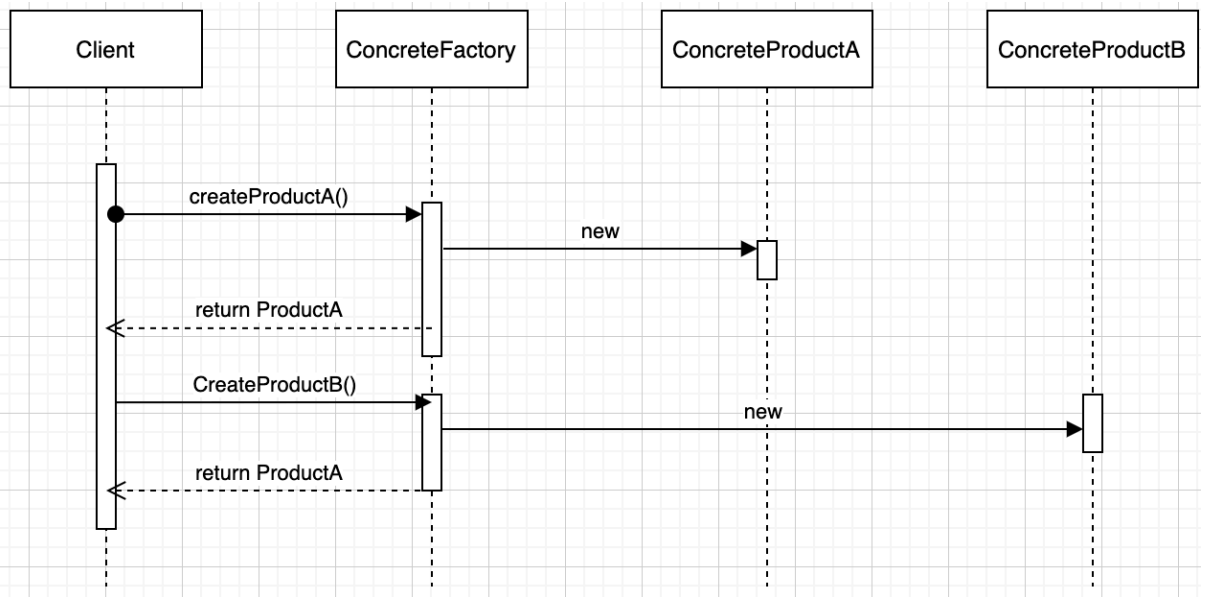 Client
ConcreteFactory
ConcreteProductA
ConcreteProductB
createProductA()
new
return ProductA
CreateProductB()
new
return ProductA